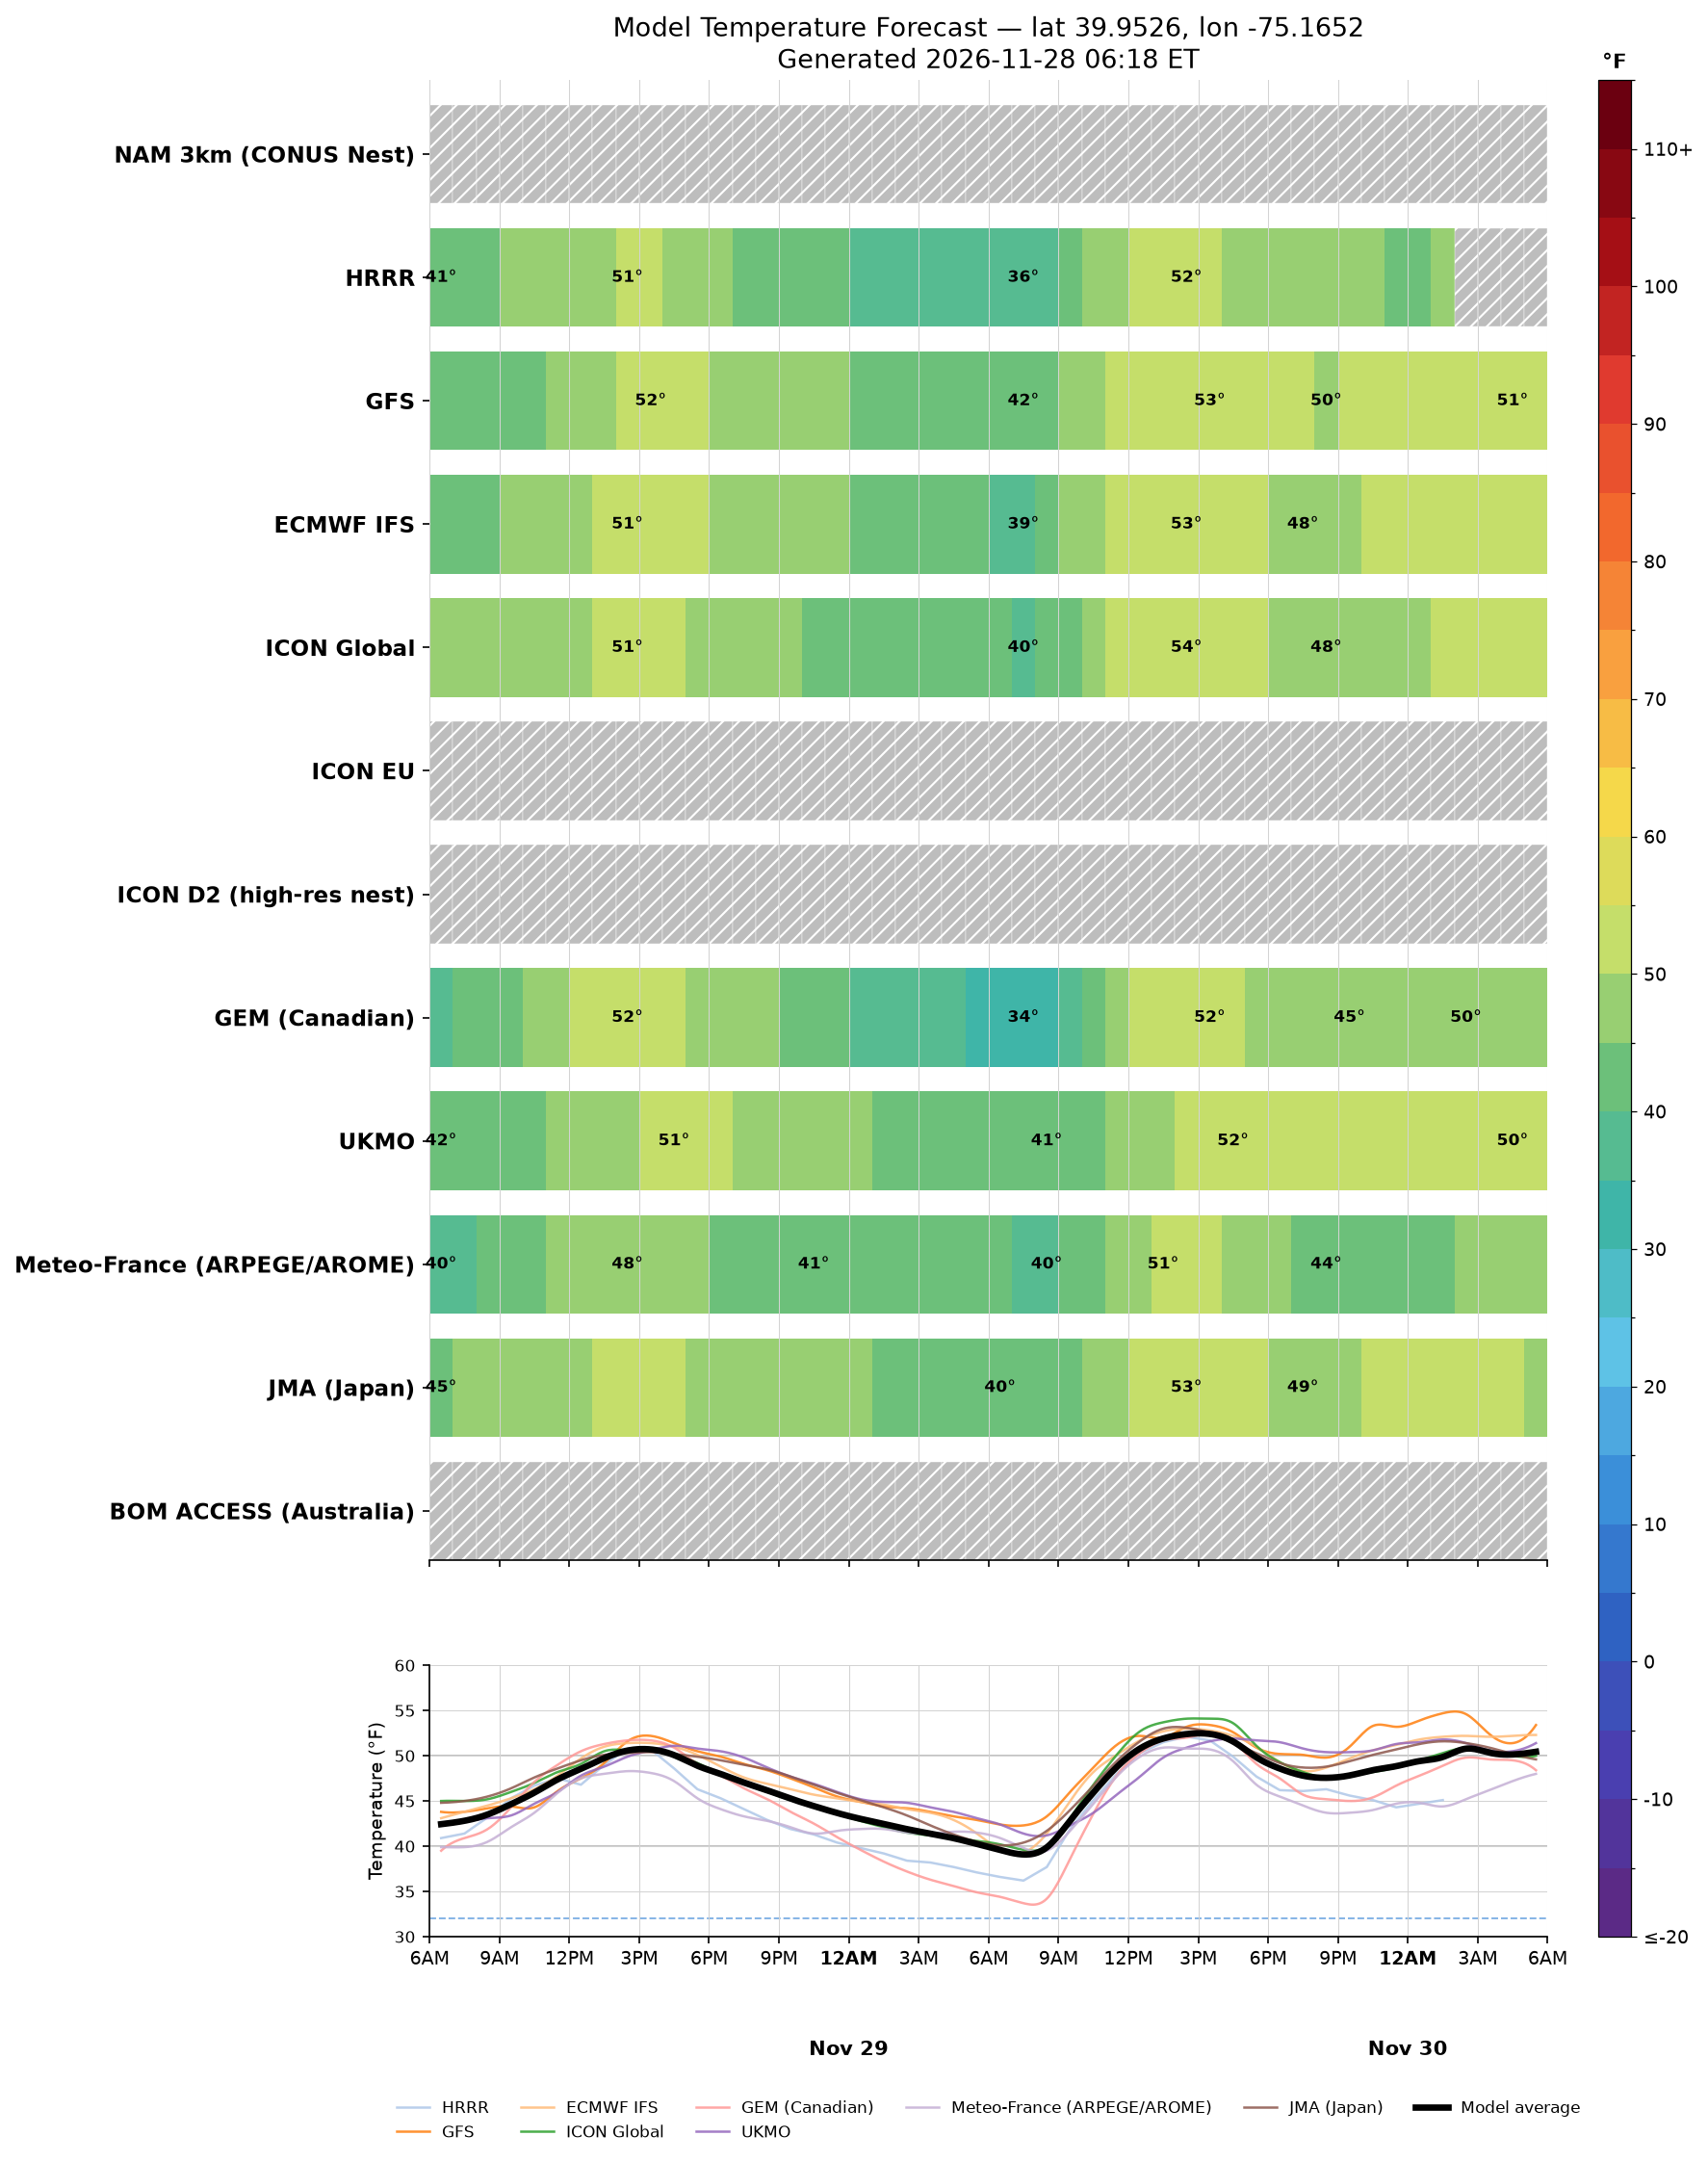 Model Temperature Forecast — lat 39.9526, lon -75.1652
Generated 2026-11-28 06:18 ET
°F
NAM 3km (CONUS Nest)
HRRR
41°
51°
36°
52°
GFS
52°
42°
53°
50°
51°
ECMWF IFS
51°
39°
53°
48°
ICON Global
51°
40°
54°
48°
ICON EU
ICON D2 (high-res nest)
GEM (Canadian)
52°
34°
52°
45°
50°
UKMO
42°
51°
41°
52°
50°
Meteo-France (ARPEGE/AROME)
40°
48°
41°
40°
51°
44°
JMA (Japan)
45°
40°
53°
49°
BOM ACCESS (Australia)
110+
100
90
80
70
60
50
40
30
20
10
0
-10
≤-20
Temperature (°F)
60
55
50
45
40
35
30
6AM 9AM 12PM 3PM 6PM 9PM 12AM 3AM 6AM 9AM 12PM 3PM 6PM 9PM 12AM 3AM 6AM
Nov 29 Nov 30
HRRR ECMWF IFS GEM (Canadian) Meteo-France (ARPEGE/AROME) JMA (Japan) Model average
GFS ICON Global UKMO